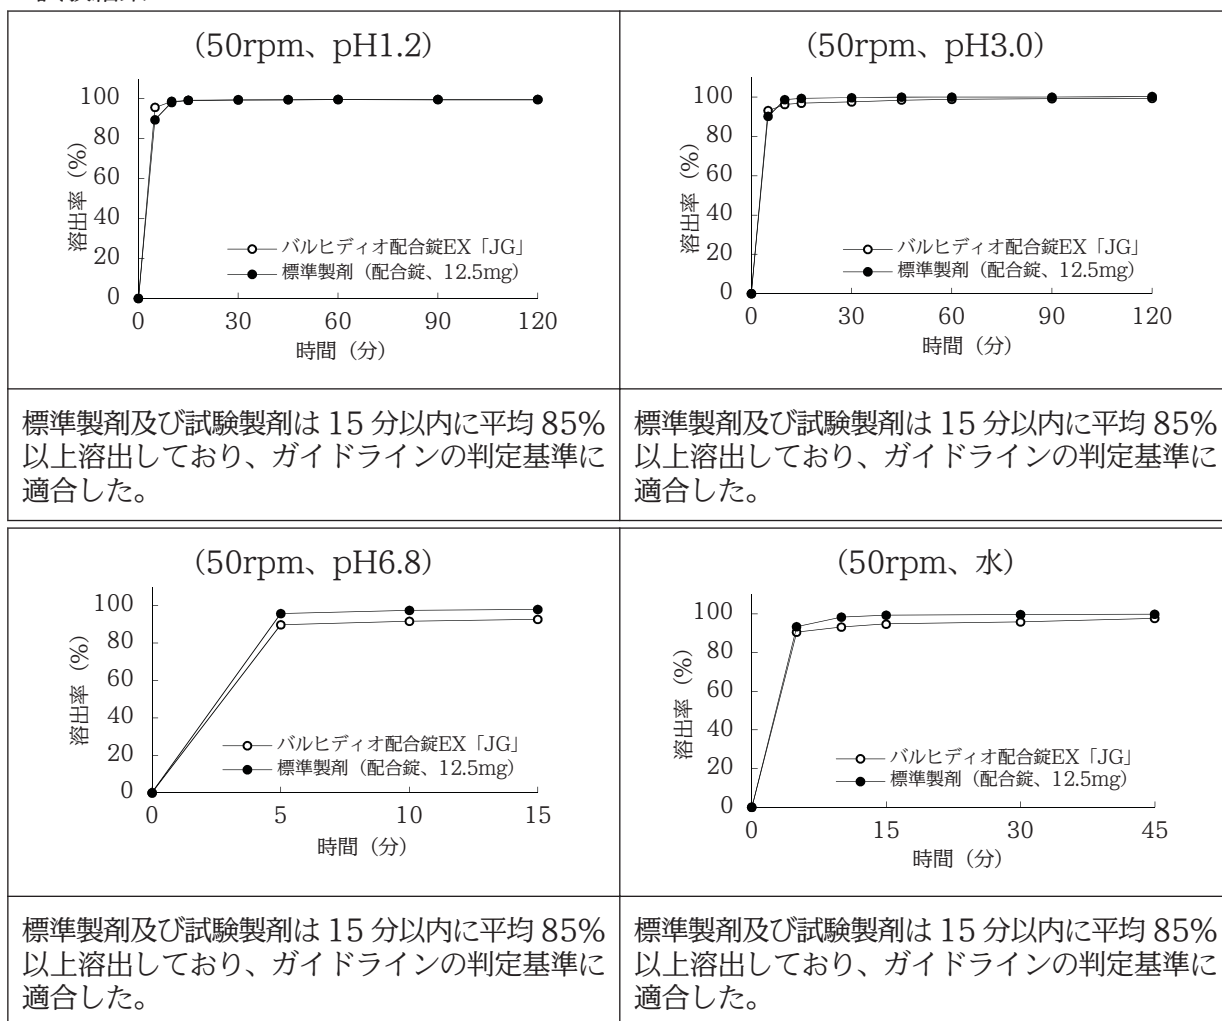 (50rpm、pH1.2)
100
80
60
40
20
0
溶出率 (%)
バルヒディオ配合錠EX「JG」
標準製剤 (配合錠、12.5mg)
0 30 60 90 120
時間 (分)
(50rpm、pH3.0)
100
80
60
40
20
0
溶出率 (%)
バルヒディオ配合錠EX「JG」
標準製剤 (配合錠、12.5mg)
0 30 60 90 120
時間 (分)
標準製剤及び試験製剤は 15 分以内に平均 85%
以上溶出しており、ガイドラインの判定基準に
適合した。
標準製剤及び試験製剤は 15 分以内に平均 85%
以上溶出しており、ガイドラインの判定基準に
適合した。
(50rpm、pH6.8)
100
80
60
40
20
0
溶出率 (%)
バルヒディオ配合錠EX「JG」
標準製剤 (配合錠、12.5mg)
0 5 10 15
時間 (分)
(50rpm、水)
100
80
60
40
20
0
溶出率 (%)
バルヒディオ配合錠EX「JG」
標準製剤 (配合錠、12.5mg)
0 15 30 45
時間 (分)
標準製剤及び試験製剤は 15 分以内に平均 85%
以上溶出しており、ガイドラインの判定基準に
適合した。
標準製剤及び試験製剤は 15 分以内に平均 85%
以上溶出しており、ガイドラインの判定基準に
適合した。